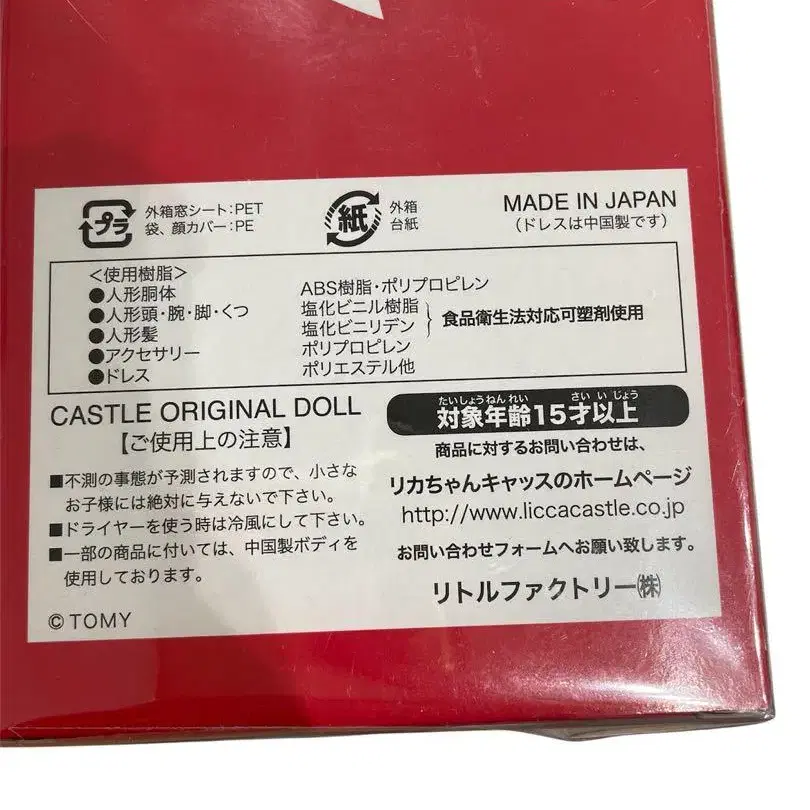 プラ
外箱窓シート:PET
袋、顔カバー:PE
紙
外箱
台紙
MADE IN JAPAN
(ドレスは中国製です)
<使用樹脂>
●人形胴体 ABS樹脂・ポリプロピレン
●人形頭・腕・脚・くつ 塩化ビニル樹脂
●人形髪 塩化ビニリデン
食品衛生法対応可塑剤使用
●アクセサリー ポリプロピレン
●ドレス ポリエステル他
CASTLE ORIGINAL DOLL
【ご使用上の注意】
■不測の事態が予測されますので、小さな
お子様には絶対に与えないで下さい。
■ドライヤーを使う時は冷風にして下さい。
■一部の商品に付いては、中国製ボディを
使用しております。
©TOMY
たいしょうねんれい さいいじょう
対象年齢15才以上
商品に対するお問い合わせは、
リカちゃんキャッスのホームページ
http://www.liccacastle.co.jp
お問い合わせフォームへお願い致します。
リトルファクトリー㈱